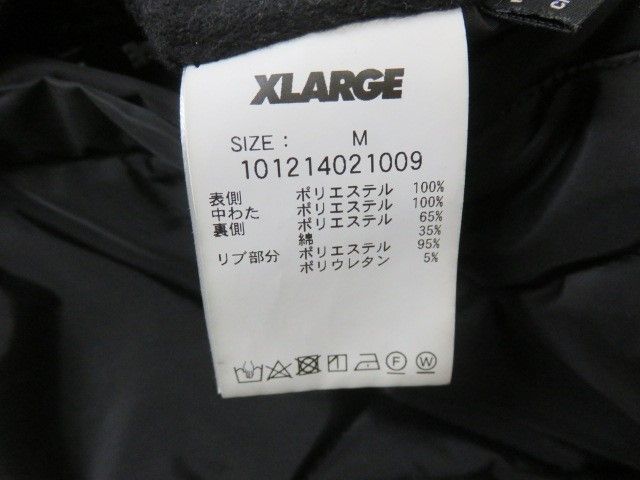 XLARGE
SIZE : M
101214021009
表側 ポリエステル 100%
中わた ポリエステル 100%
裏側 ポリエステル 65%
綿 35%
リブ部分 ポリエステル 95%
ポリウレタン 5%
F W